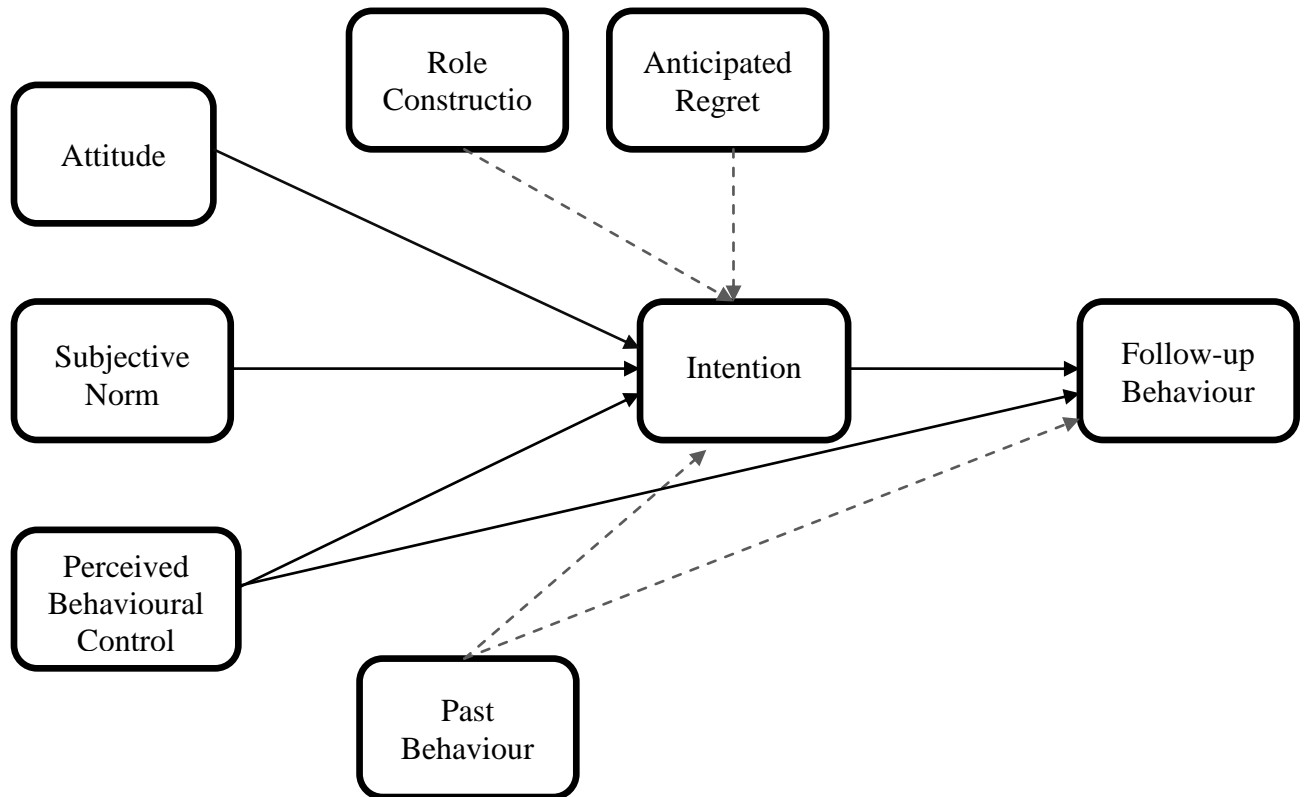 Role
Constructio
Anticipated
Regret
Attitude
Subjective
Norm
Intention
Follow-up
Behaviour
Perceived
Behavioural
Control
Past
Behaviour